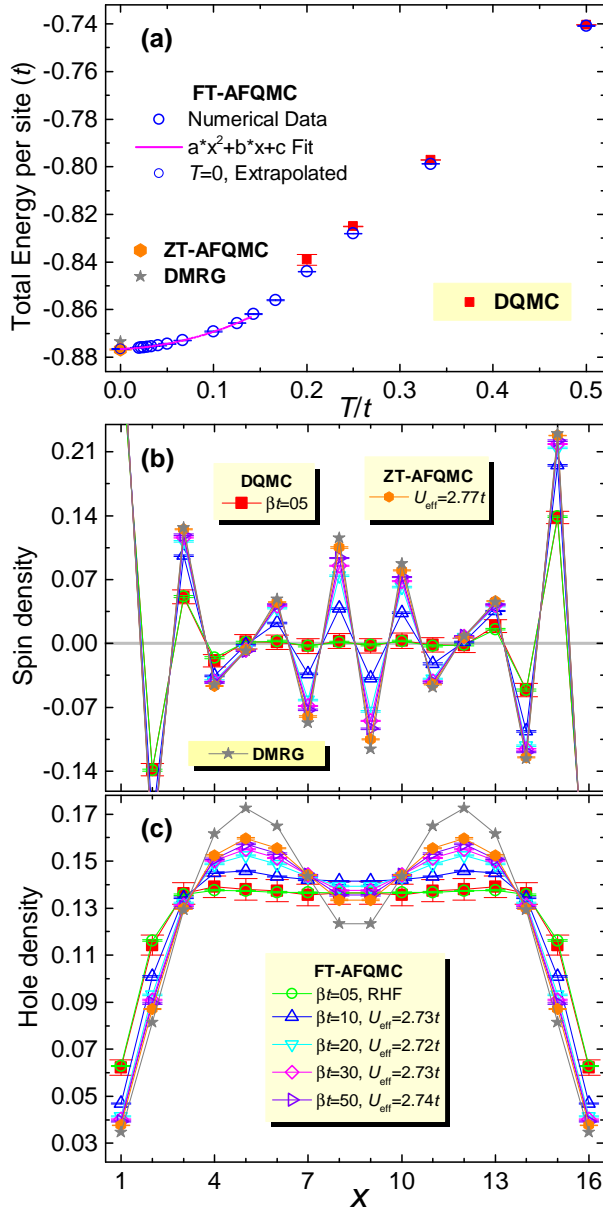 (a)
FT-AFQMC
Numerical Data
a*x²+b*x+c Fit
T=0, Extrapolated
ZT-AFQMC
DMRG
DQMC
Total Energy per site (t)
-0.74
-0.76
-0.78
-0.80
-0.82
-0.84
-0.86
-0.88
0.0 0.1 0.2 0.3 0.4 0.5
T/t
(b)
DQMC
βt=05
ZT-AFQMC
U_eff=2.77t
DMRG
Spin density
0.21
0.14
0.07
0.00
-0.07
-0.14
(c)
FT-AFQMC
βt=05, RHF
βt=10, U_eff=2.73t
βt=20, U_eff=2.72t
βt=30, U_eff=2.73t
βt=50, U_eff=2.74t
Hole density
0.17
0.15
0.13
0.11
0.09
0.07
0.05
0.03
1 4 7 10 13 16
X